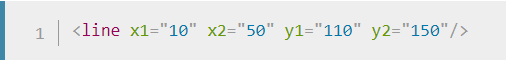 1 <line x1="10" x2="50" y1="110" y2="150"/>